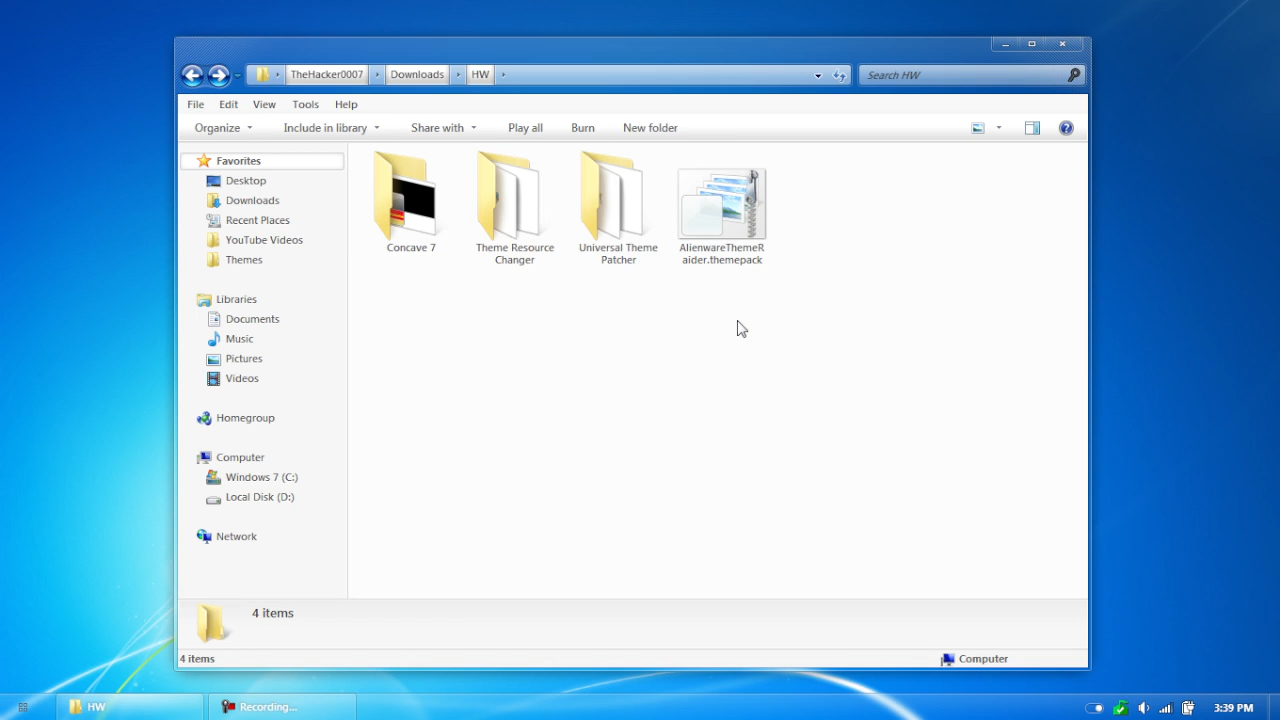 TheHacker0007
Downloads
HW
Search HW
File Edit View Tools Help
Organize Include in library Share with Play all Burn New folder
Favorites
Desktop
Downloads
Recent Places
YouTube Videos
Themes
Libraries
Documents
Music
Pictures
Videos
Homegroup
Computer
Windows 7 (C:)
Local Disk (D:)
Network
Concave 7
Theme Resource
Changer
Universal Theme
Patcher
AlienwareThemeR
aider.themepack
4 items
4 items
Computer
HW
Recording...
3:39 PM